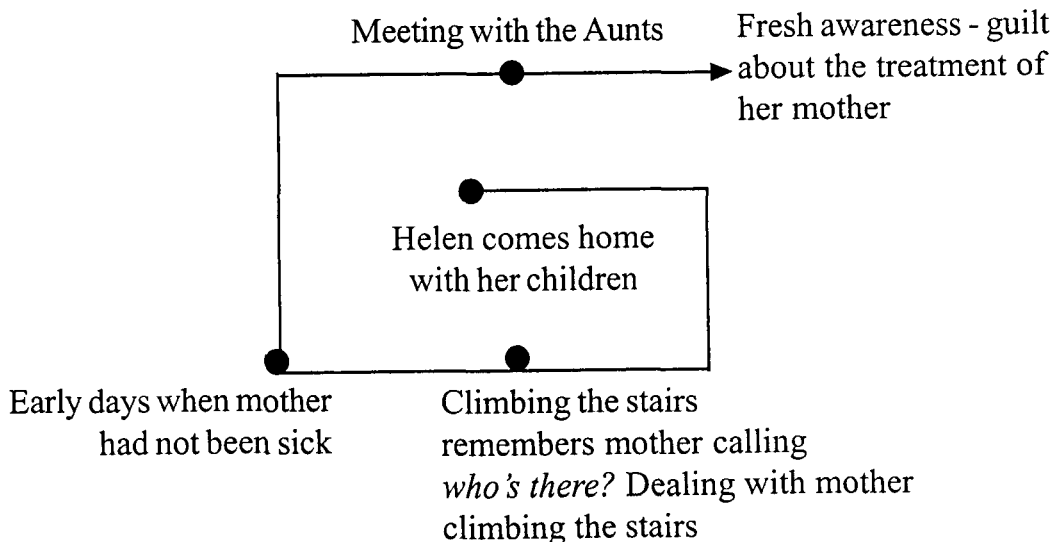 Meeting with the Aunts
Fresh awareness - guilt
about the treatment of
her mother
Helen comes home
with her children
Early days when mother
had not been sick
Climbing the stairs
remembers mother calling
who's there? Dealing with mother
climbing the stairs